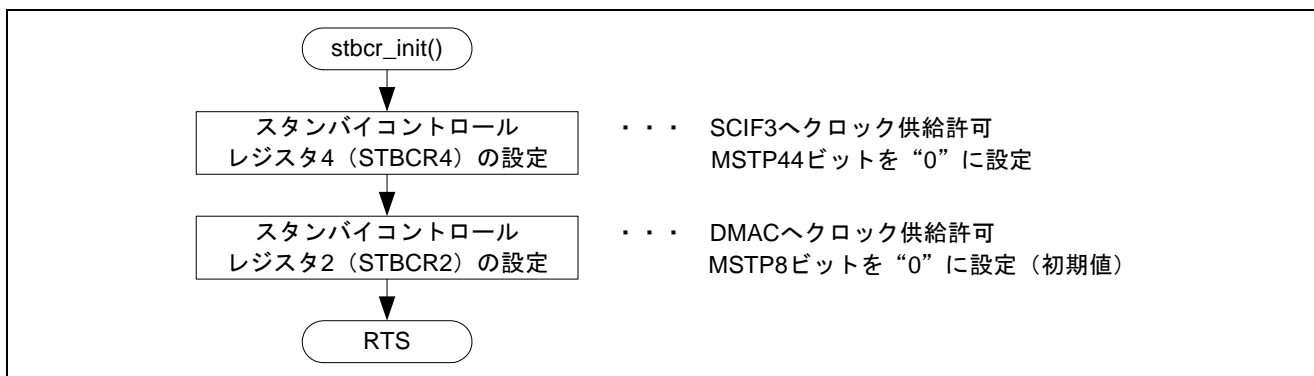 stbcr_init()
スタンバイコントロール
レジスタ4（STBCR4）の設定
・・・ SCIF3へクロック供給許可
MSTP44ビットを“0”に設定
スタンバイコントロール
レジスタ2（STBCR2）の設定
・・・ DMACへクロック供給許可
MSTP8ビットを“0”に設定（初期値）
RTS